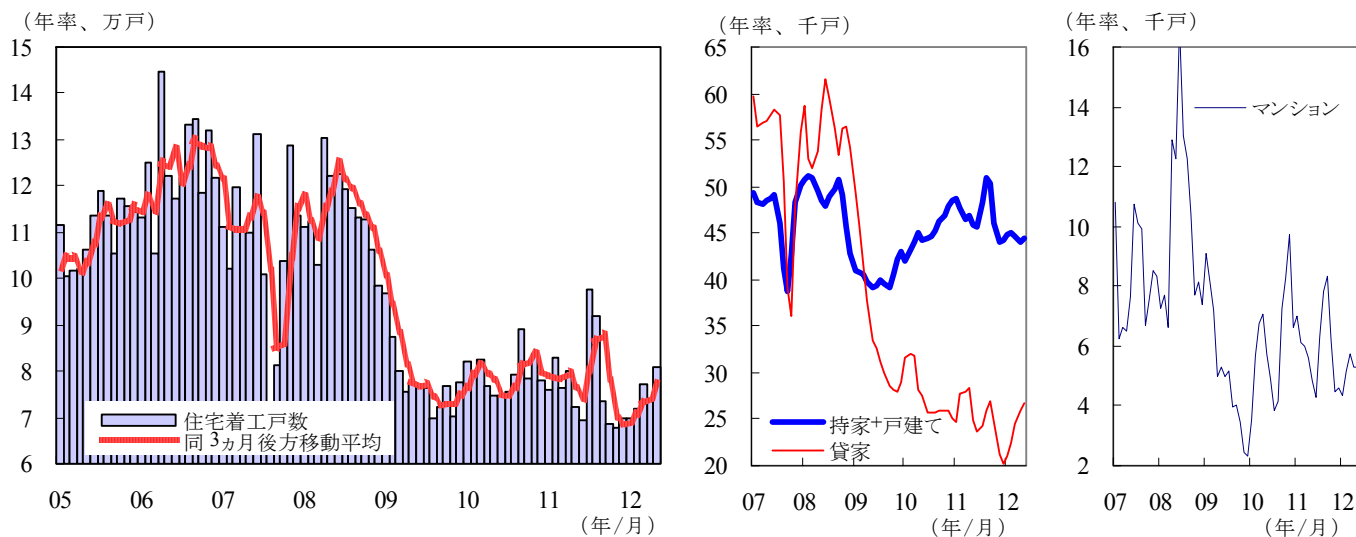 （年率、万戸）
15
14
13
12
11
10
9
8
7
6
住宅着工戸数
同 3ヵ月後方移動平均
05 06 07 08 09 10 11 12
（年/月）
（年率、千戸）
65
60
55
50
45
40
35
30
25
20
持家+戸建て
貸家
07 08 09 10 11 12
（年/月）
（年率、千戸）
16
14
12
10
8
6
4
2
マンション
07 08 09 10 11 12
（年/月）